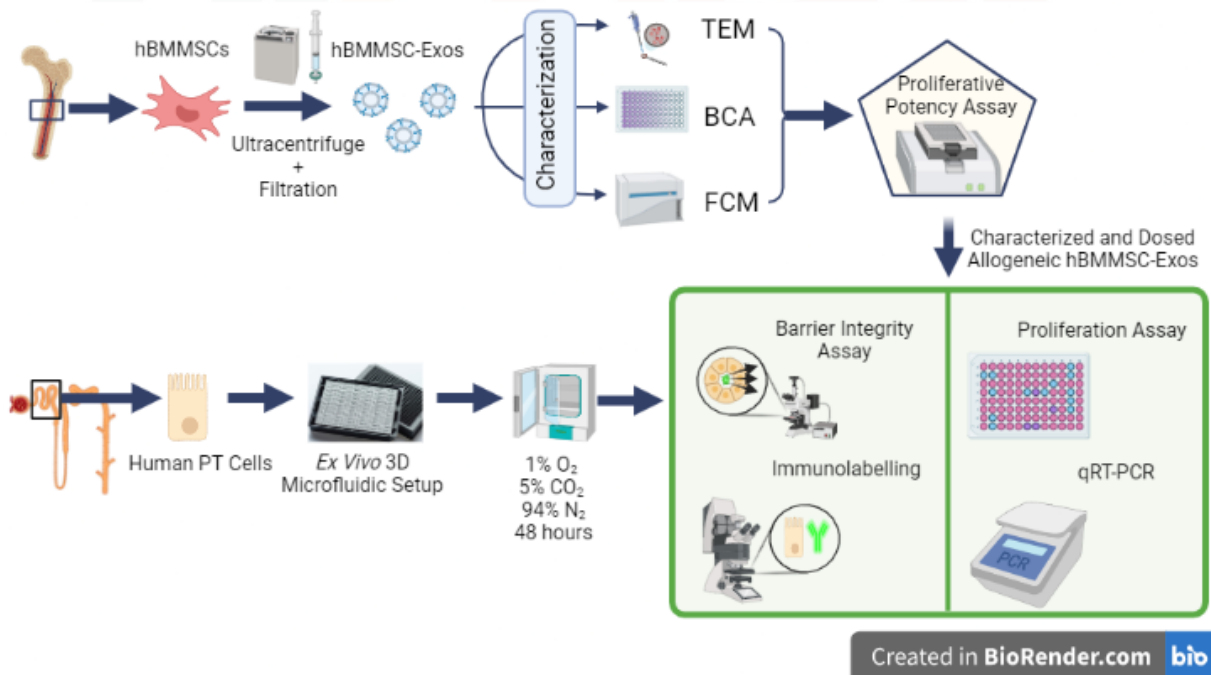 hBMMSCs
hBMMSC-Exos
Ultracentrifuge
+
Filtration
Characterization
TEM
BCA
FCM
Proliferative
Potency Assay
Characterized and Dosed
Allogeneic hBMMSC-Exos
Human PT Cells
Ex Vivo 3D
Microfluidic Setup
1% O₂
5% CO₂
94% N₂
48 hours
Barrier Integrity
Assay
Immunolabelling
Proliferation Assay
qRT-PCR
PCR
Created in BioRender.com bio